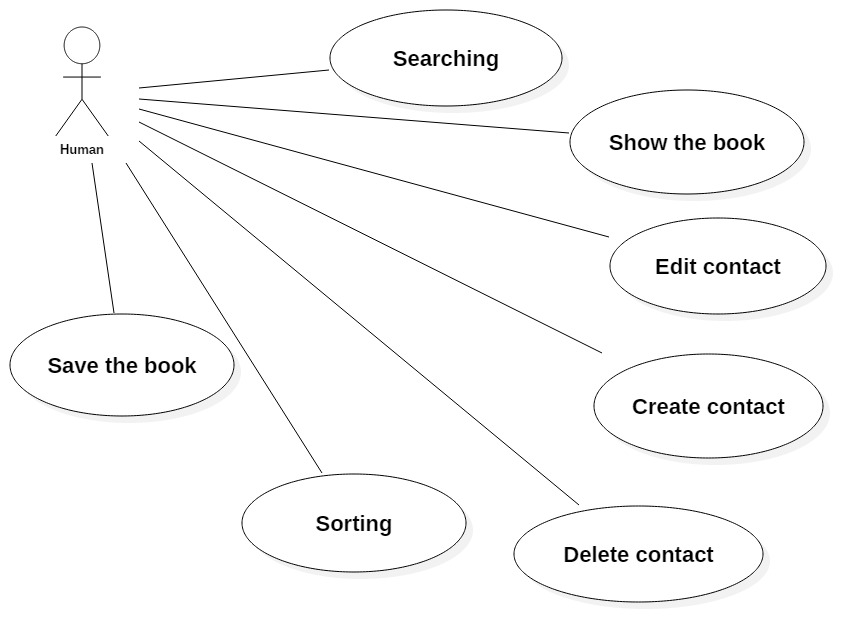 Searching
Human
Show the book
Edit contact
Save the book
Create contact
Sorting
Delete contact